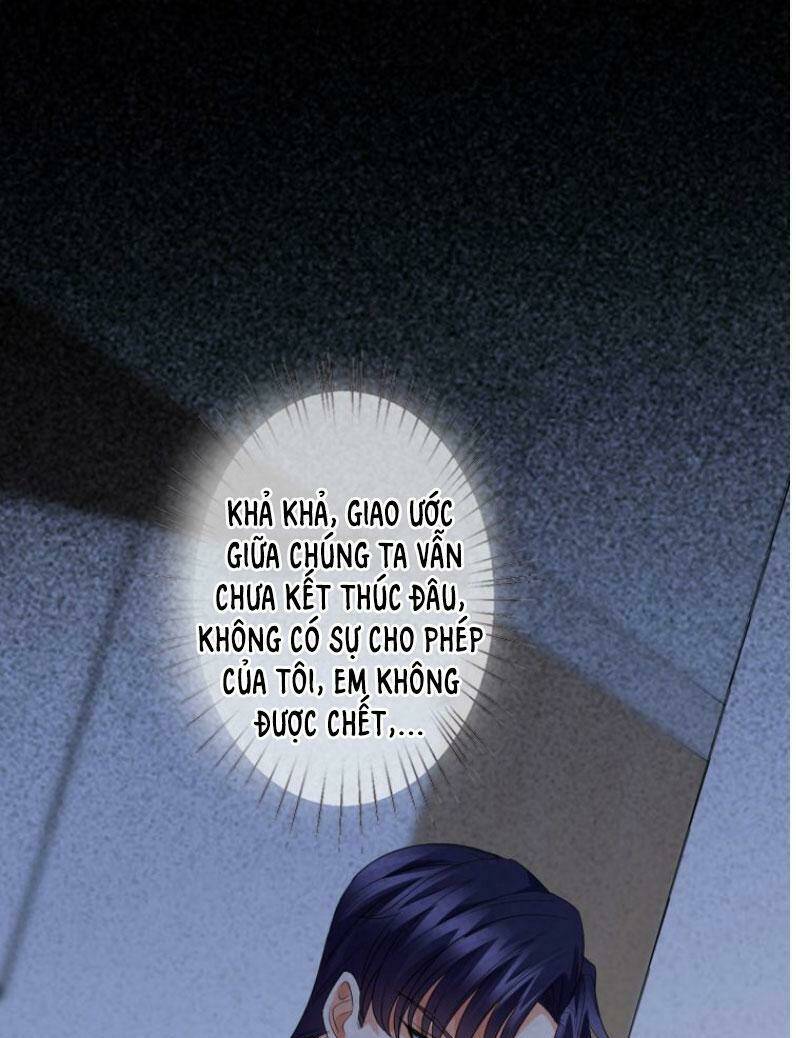 KHẢ KHẢ, GIAO ƯỚC
GIỮA CHÚNG TA VẪN
CHƯA KẾT THÚC ĐÂU,
KHÔNG CÓ SỰ CHO PHÉP
CỦA TÔI, EM KHÔNG
ĐƯỢC CHẾT,...